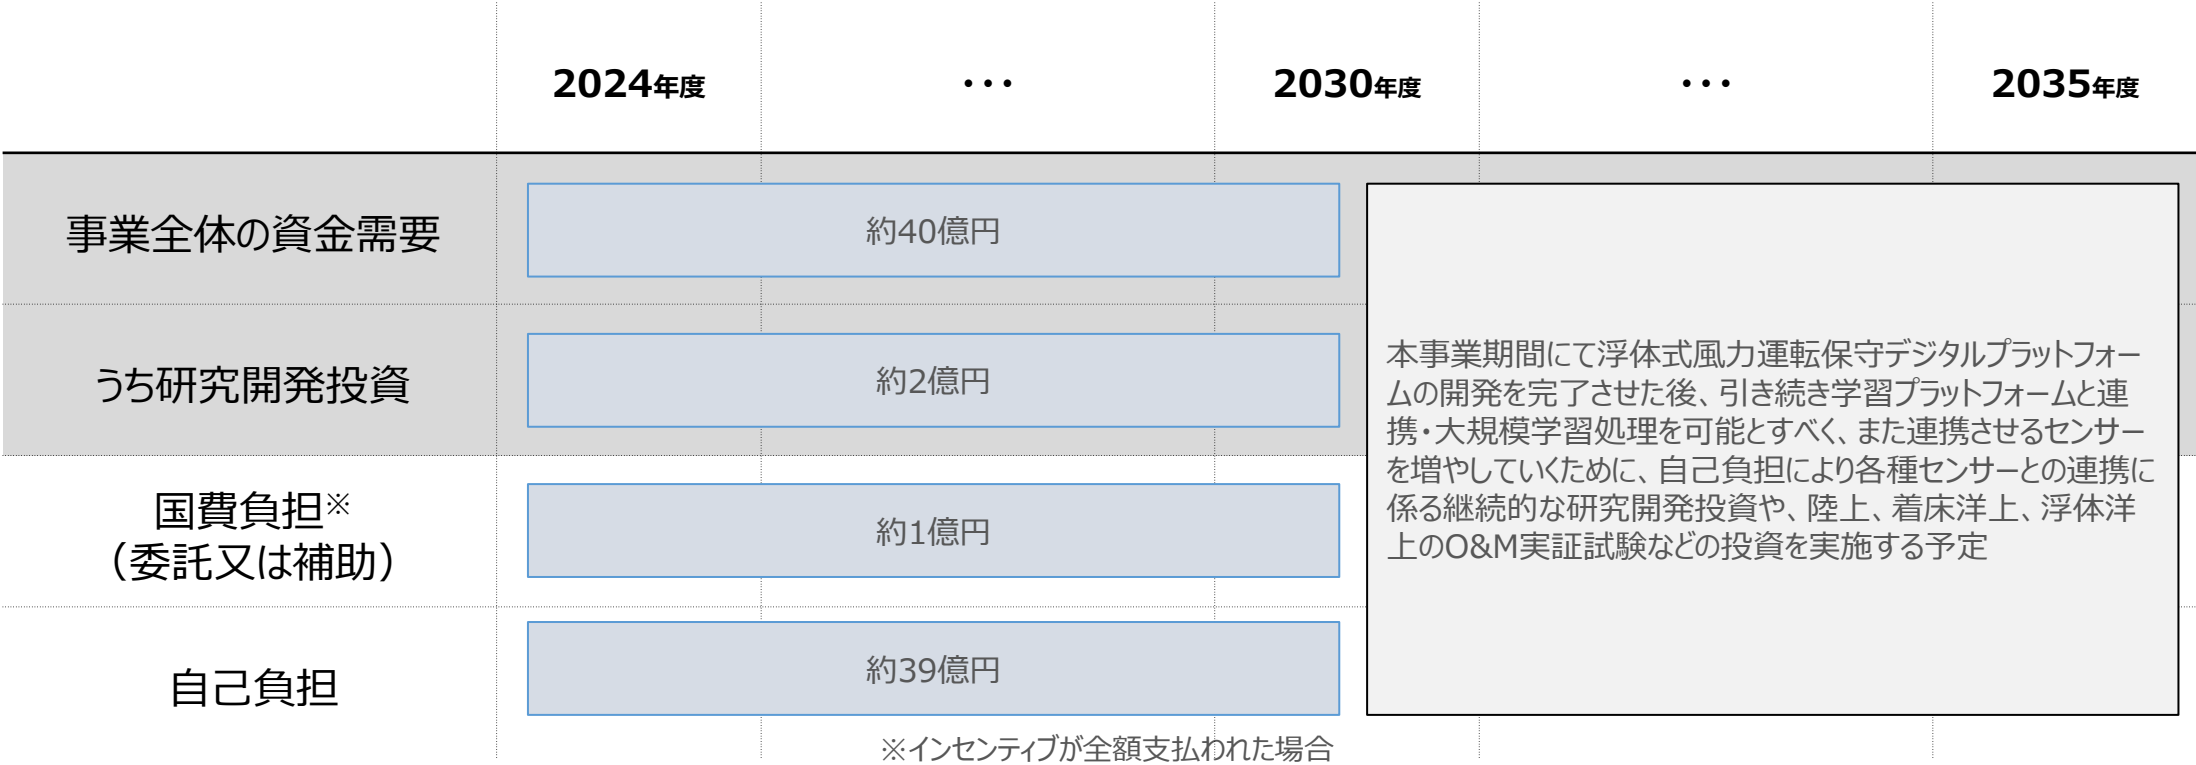 2024年度
･･･
2030年度
･･･
2035年度
事業全体の資金需要
約40億円
うち研究開発投資
約2億円
国費負担※
（委託又は補助）
約1億円
自己負担
約39億円
本事業期間にて浮体式風力運転保守デジタルプラットフォー
ムの開発を完了させた後、引き続き学習プラットフォームと連
携・大規模学習処理を可能とすべく、また連携させるセンサー
を増やしていくために、自己負担により各種センサーとの連携に
係る継続的な研究開発投資や、陸上、着床洋上、浮体洋
上のO&M実証試験などの投資を実施する予定
※インセンティブが全額支払われた場合